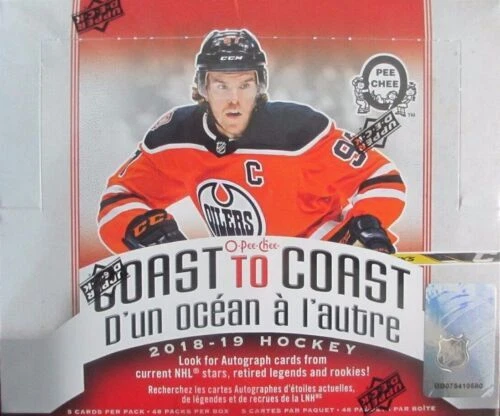 UPPER DECK
CCM
O
PEE
CHEE
TM
UPPER DECK
97
C
OILERS
O-Pee-Chee
UPPER DECK
COAST TO COAST
D'un océan à l'autre
2018-19 HOCKEY
Look for Autograph cards from
current NHL® stars, retired legends and rookies!
Recherchez les cartes Autographes d'étoiles actuelles,
de légendes et de recrues de la LNH
5 CARDS PER PACK • 48 PACKS PER BOX
5 CARTES PAR PAQUET • 48 PAQUETS PAR BOÎTE
NHL